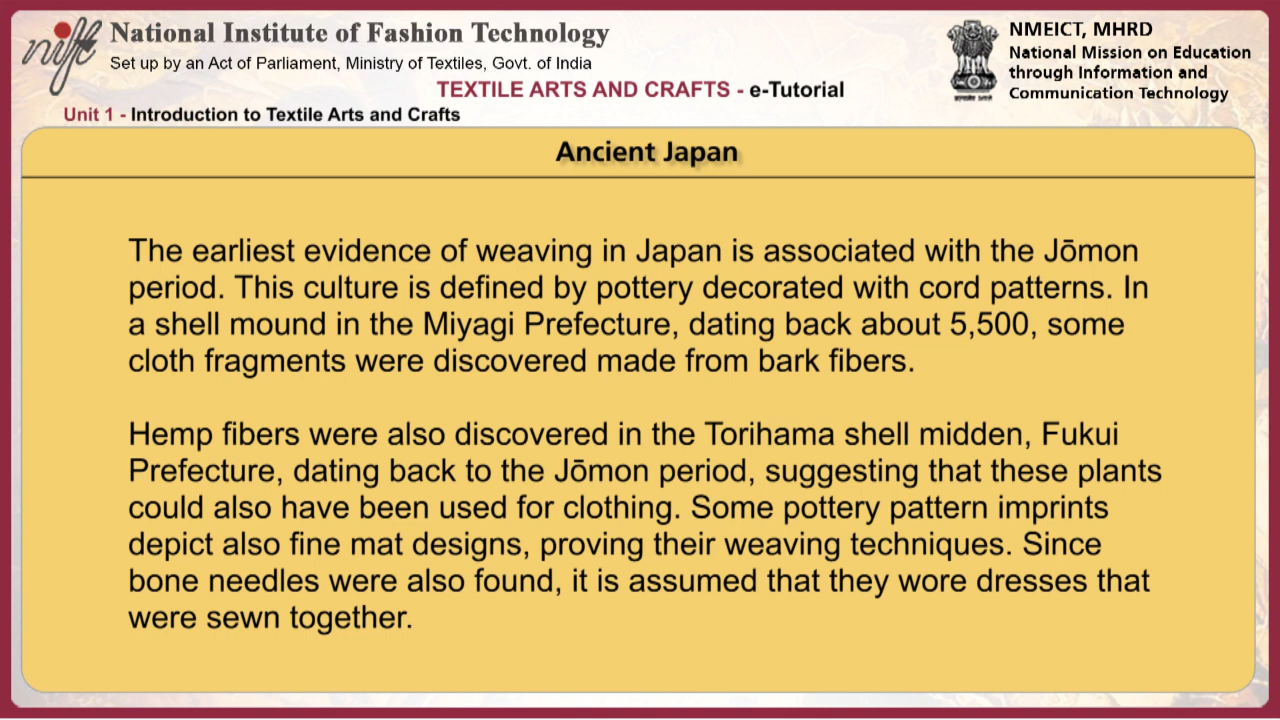 nift
National Institute of Fashion Technology
Set up by an Act of Parliament, Ministry of Textiles, Govt. of India
NMEICT, MHRD
National Mission on Education
through Information and
Communication Technology
TEXTILE ARTS AND CRAFTS - e-Tutorial
Unit 1 - Introduction to Textile Arts and Crafts
Ancient Japan
The earliest evidence of weaving in Japan is associated with the Jōmon
period. This culture is defined by pottery decorated with cord patterns. In
a shell mound in the Miyagi Prefecture, dating back about 5,500, some
cloth fragments were discovered made from bark fibers.
Hemp fibers were also discovered in the Torihama shell midden, Fukui
Prefecture, dating back to the Jōmon period, suggesting that these plants
could also have been used for clothing. Some pottery pattern imprints
depict also fine mat designs, proving their weaving techniques. Since
bone needles were also found, it is assumed that they wore dresses that
were sewn together.